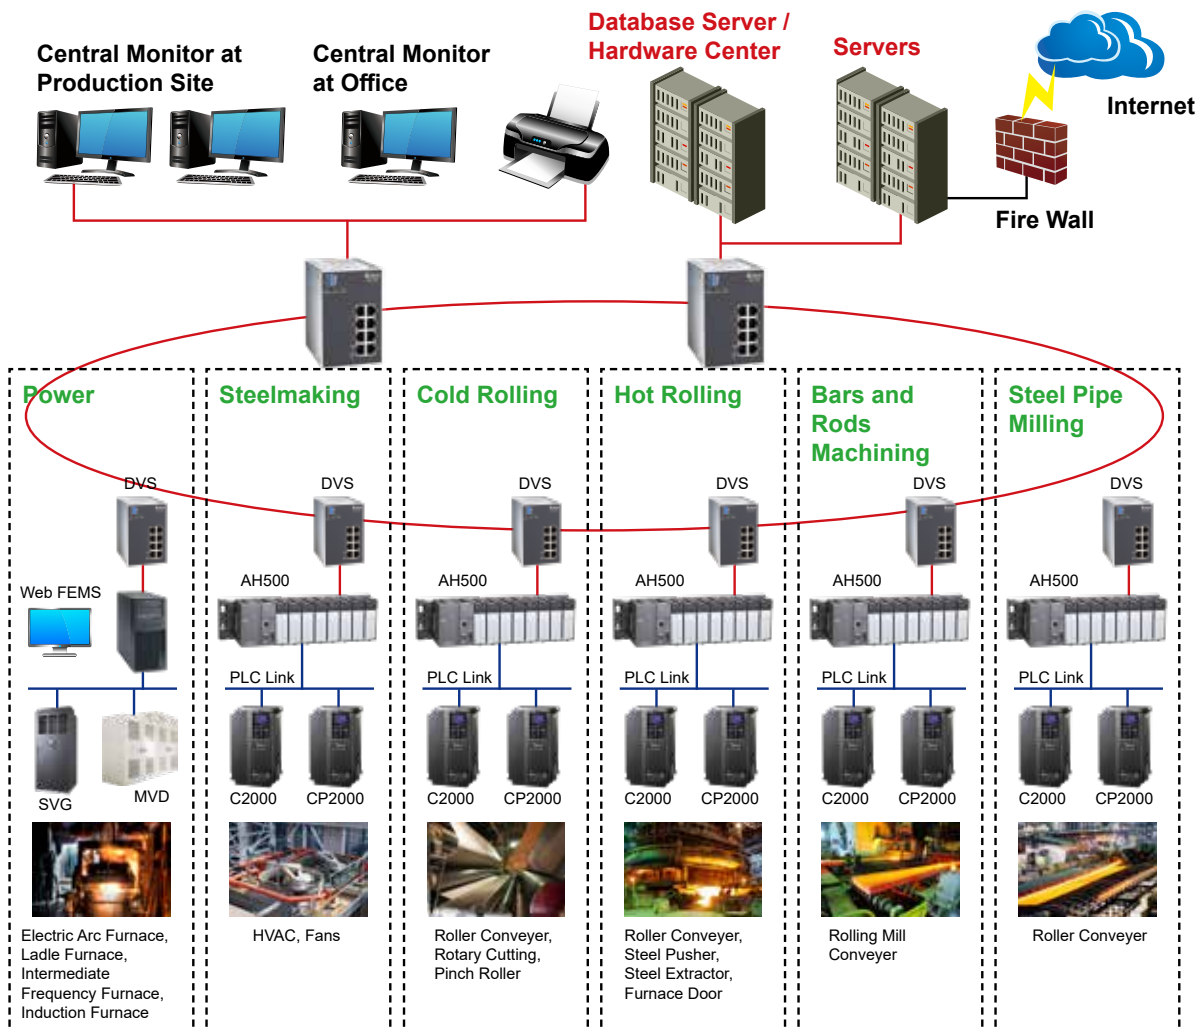 Central Monitor at
Production Site
Central Monitor
at Office
Database Server /
Hardware Center
Servers
Internet
Fire Wall
Power
Steelmaking
Cold Rolling
Hot Rolling
Bars and
Rods
Machining
Steel Pipe
Milling
DVS
DVS
DVS
DVS
DVS
DVS
Web FEMS
AH500
AH500
AH500
AH500
AH500
PLC Link
PLC Link
PLC Link
PLC Link
PLC Link
SVG
MVD
C2000
CP2000
C2000
CP2000
C2000
CP2000
C2000
CP2000
C2000
CP2000
Electric Arc Furnace,
Ladle Furnace,
Intermediate
Frequency Furnace,
Induction Furnace
HVAC, Fans
Roller Conveyer,
Rotary Cutting,
Pinch Roller
Roller Conveyer,
Steel Pusher,
Steel Extractor,
Furnace Door
Rolling Mill
Conveyer
Roller Conveyer